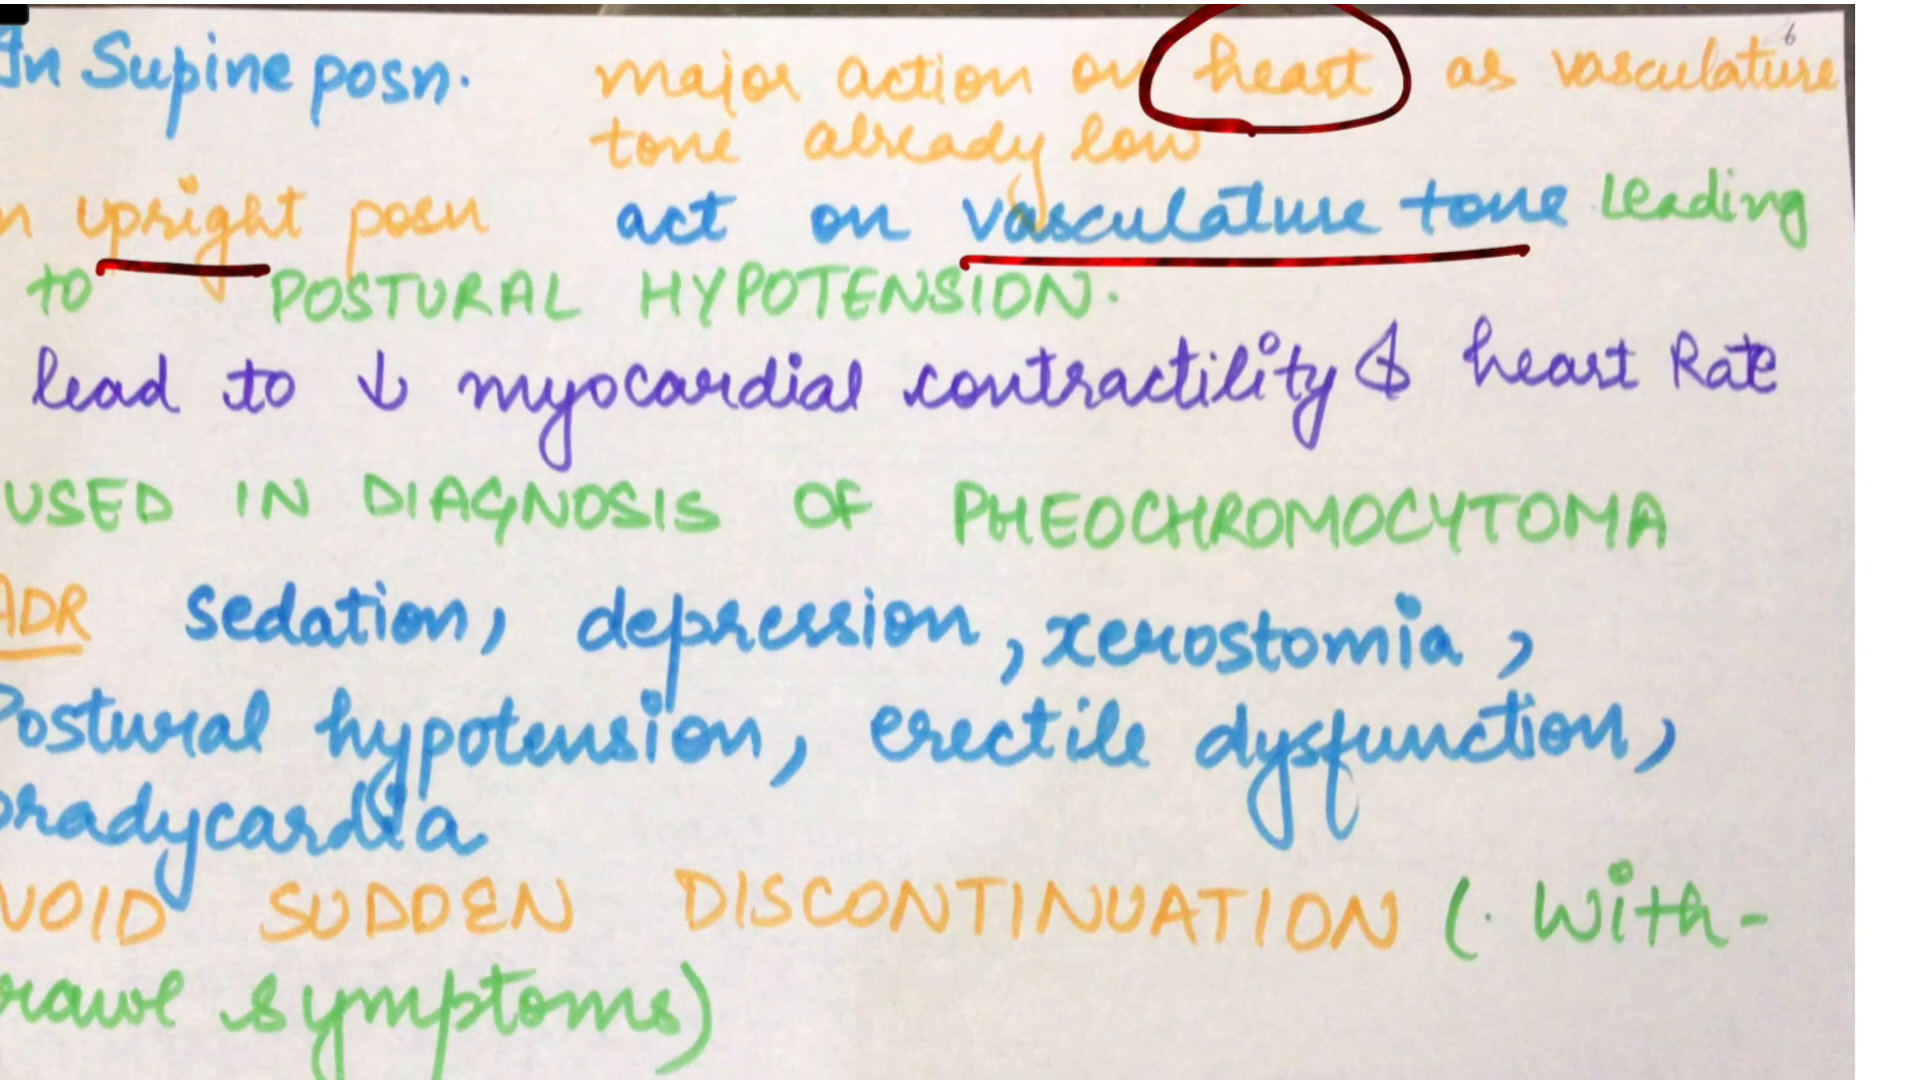 6
In Supine posn. major action on heart as vasculature
tone already low
n upright posn act on vasculature tone leading
to POSTURAL HYPOTENSION.
lead to ↓ myocardial contractility & heart Rate
USED IN DIAGNOSIS OF PHEOCHROMOCYTOMA
ADR sedation, depression, xerostomia,
Postural hypotension, erectile dysfunction,
bradycardia
VOID SUDDEN DISCONTINUATION (. With-
rawl symptoms)